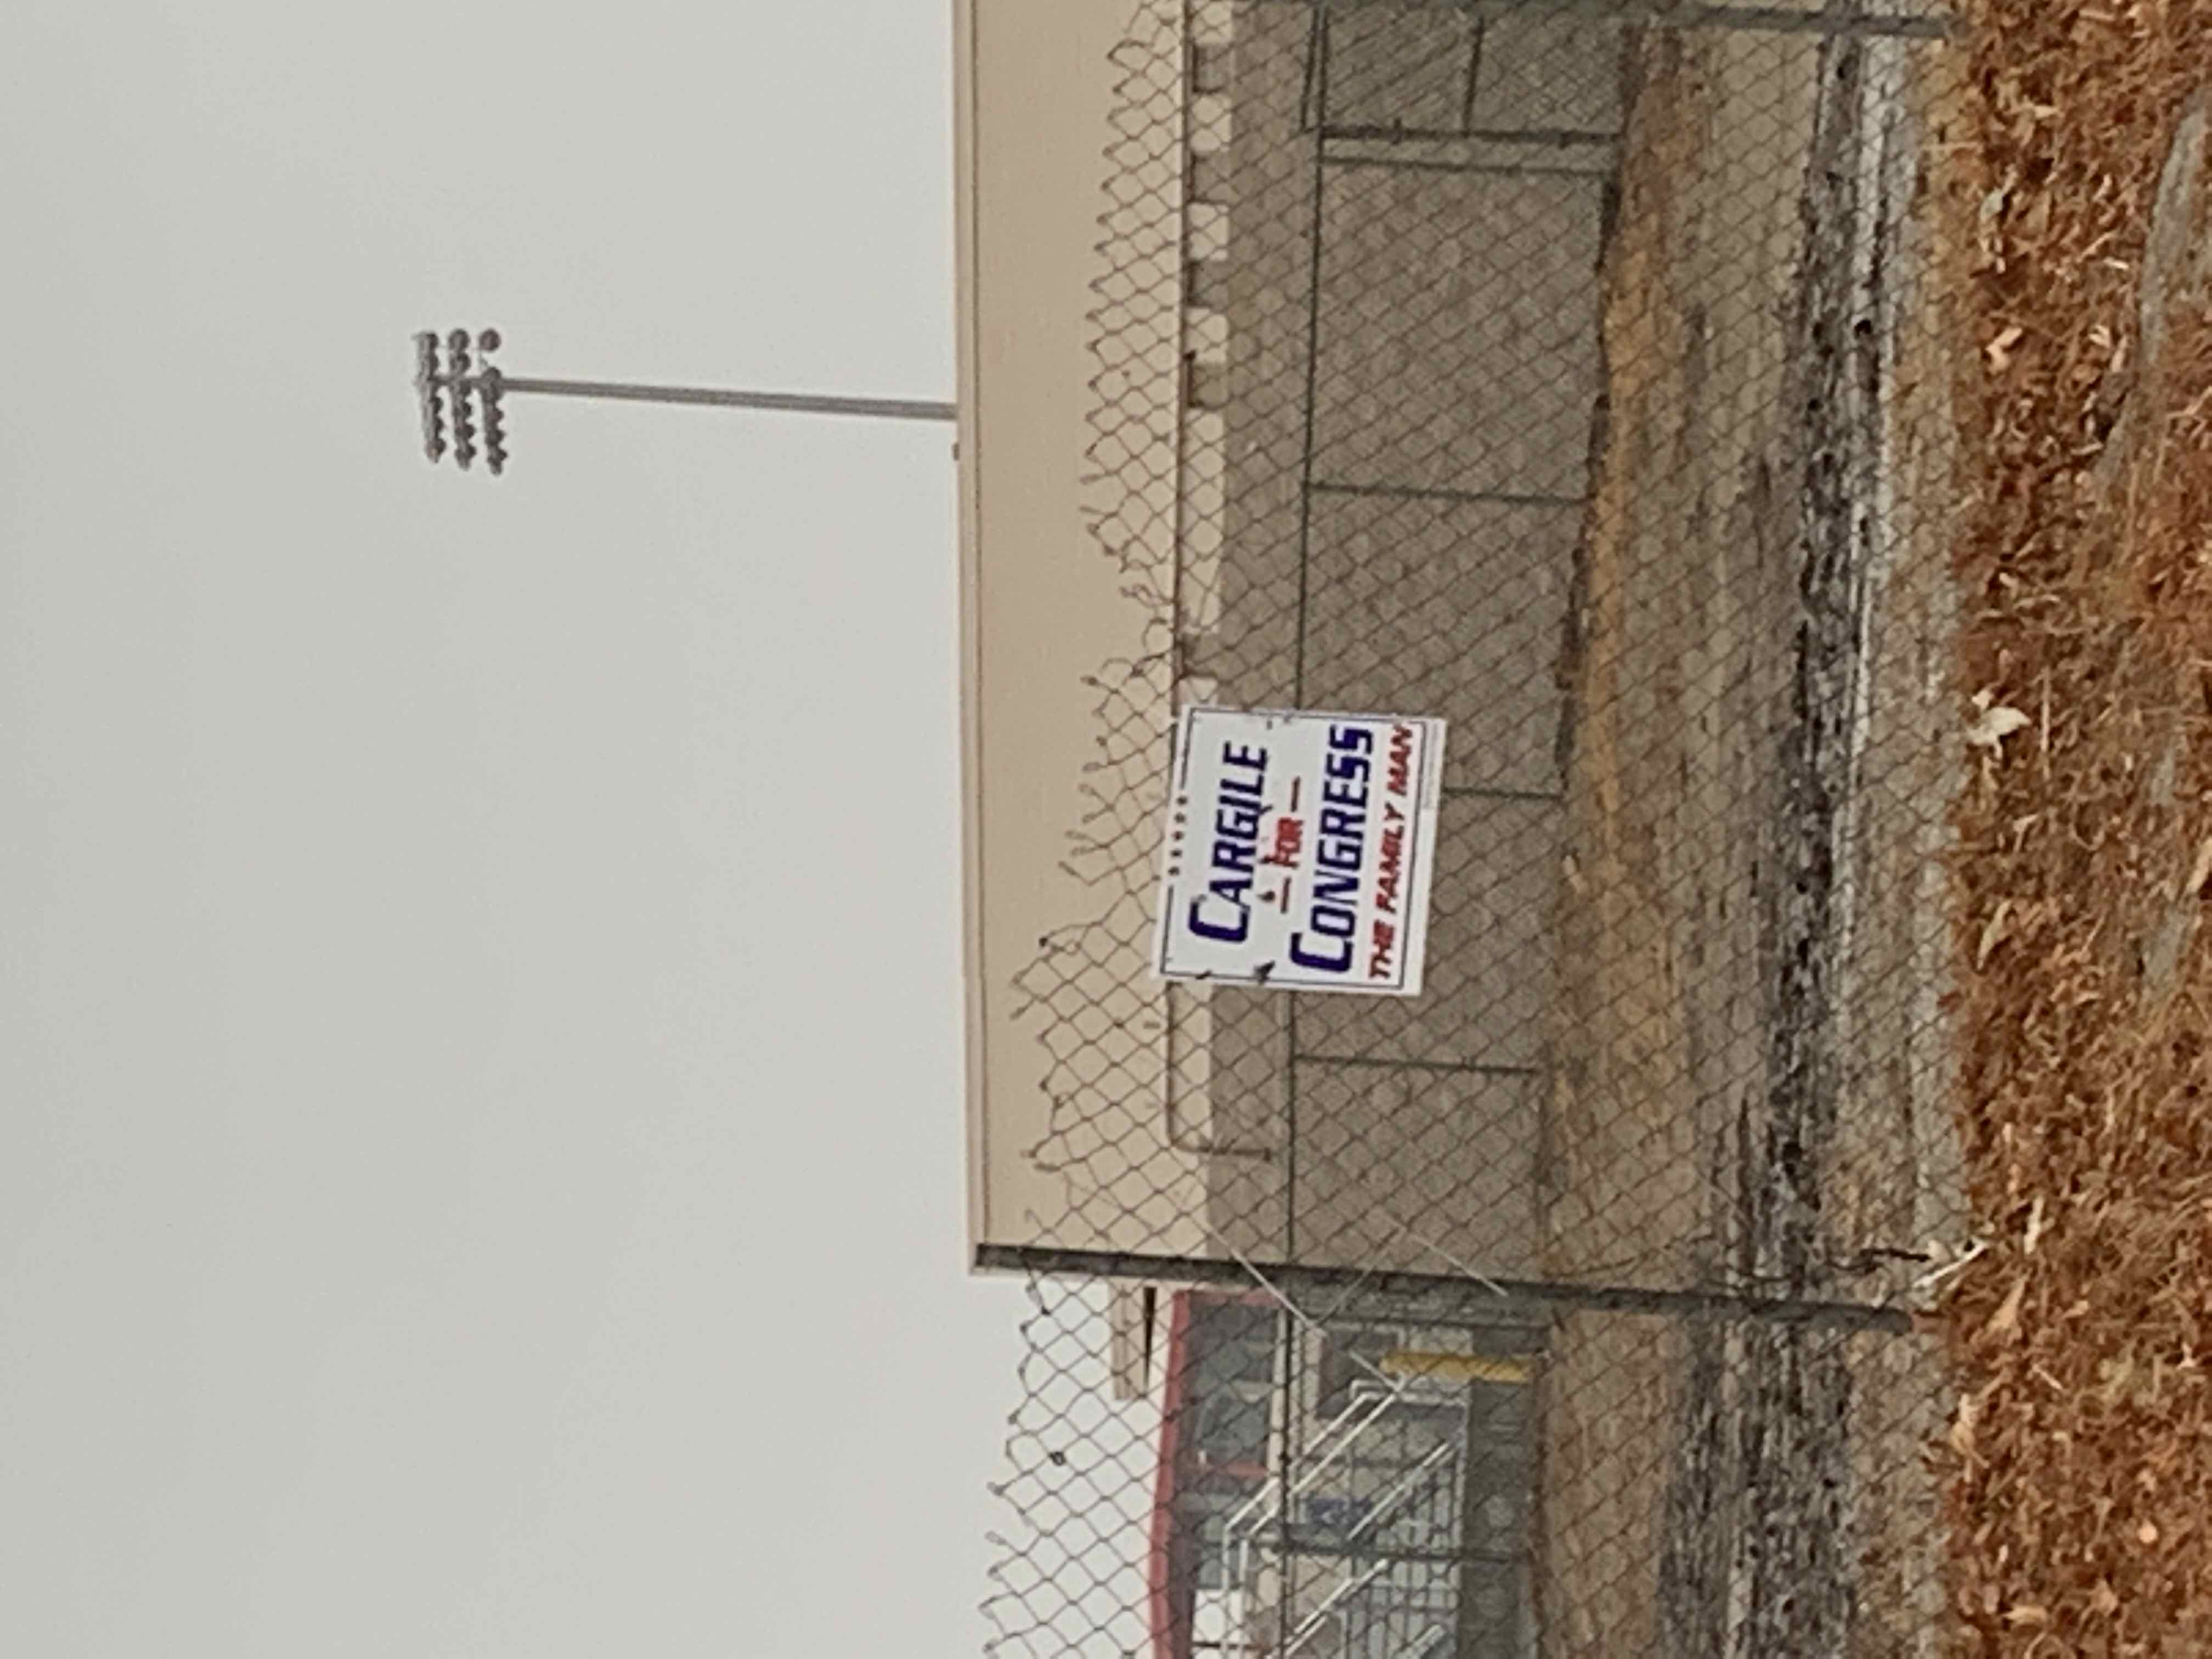 CARGILE
FOR
CONGRESS
THE FAMILY MAN